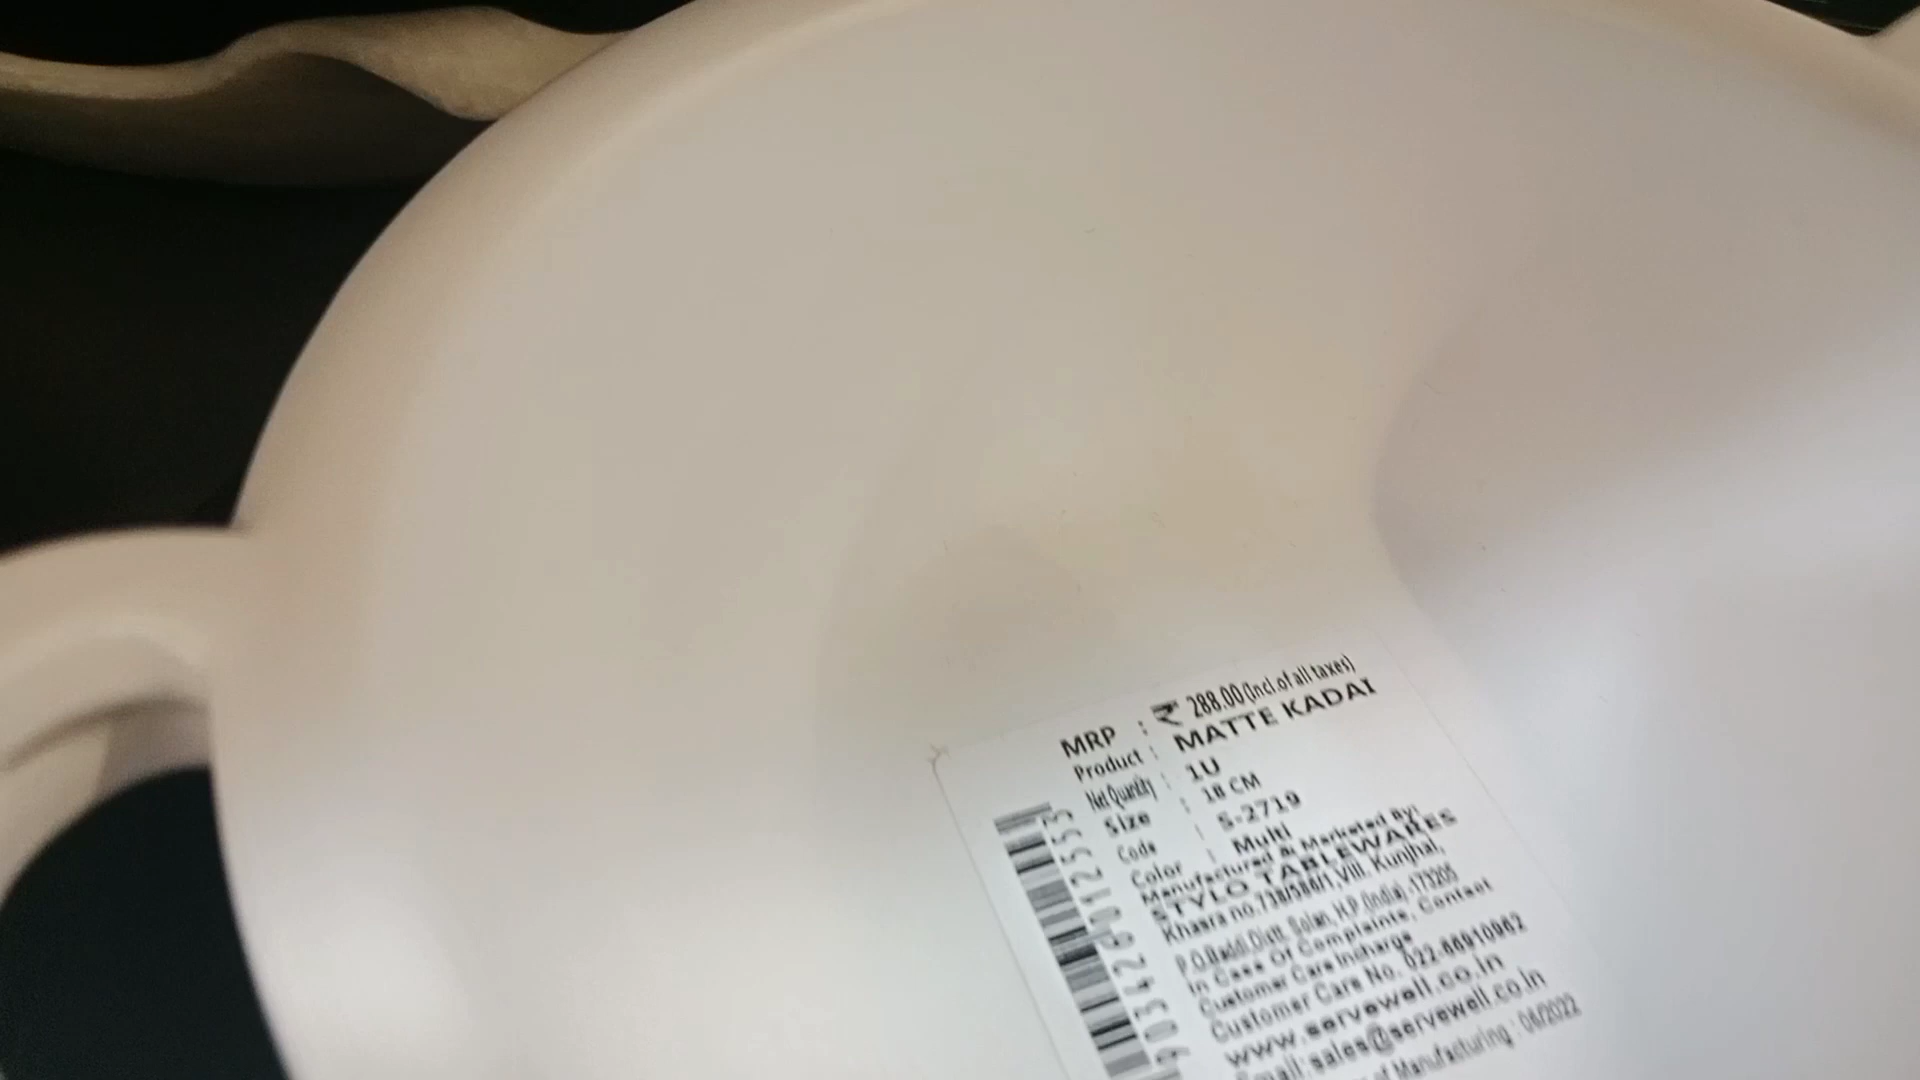 MRP : ₹ 288.00 (Incl. of all taxes)
Product : MATTE KADAI
Net Quantity : 1U
Size : 18 CM
Code : S-2719
Color : Multi
Manufactured & Marketed By:
STYLO TABLEWARES
Khasra no.738/584/1, Vill. Kunjhal,
P.O. Baddi, Distt. Solan, H.P. (India)-173205
In Case Of Complaints, Contact
Customer Care Incharge
Customer Care No. 022-66910962
www.servewell.co.in
Email: sales@servewell.co.in
of Manufacturing : 06/2022